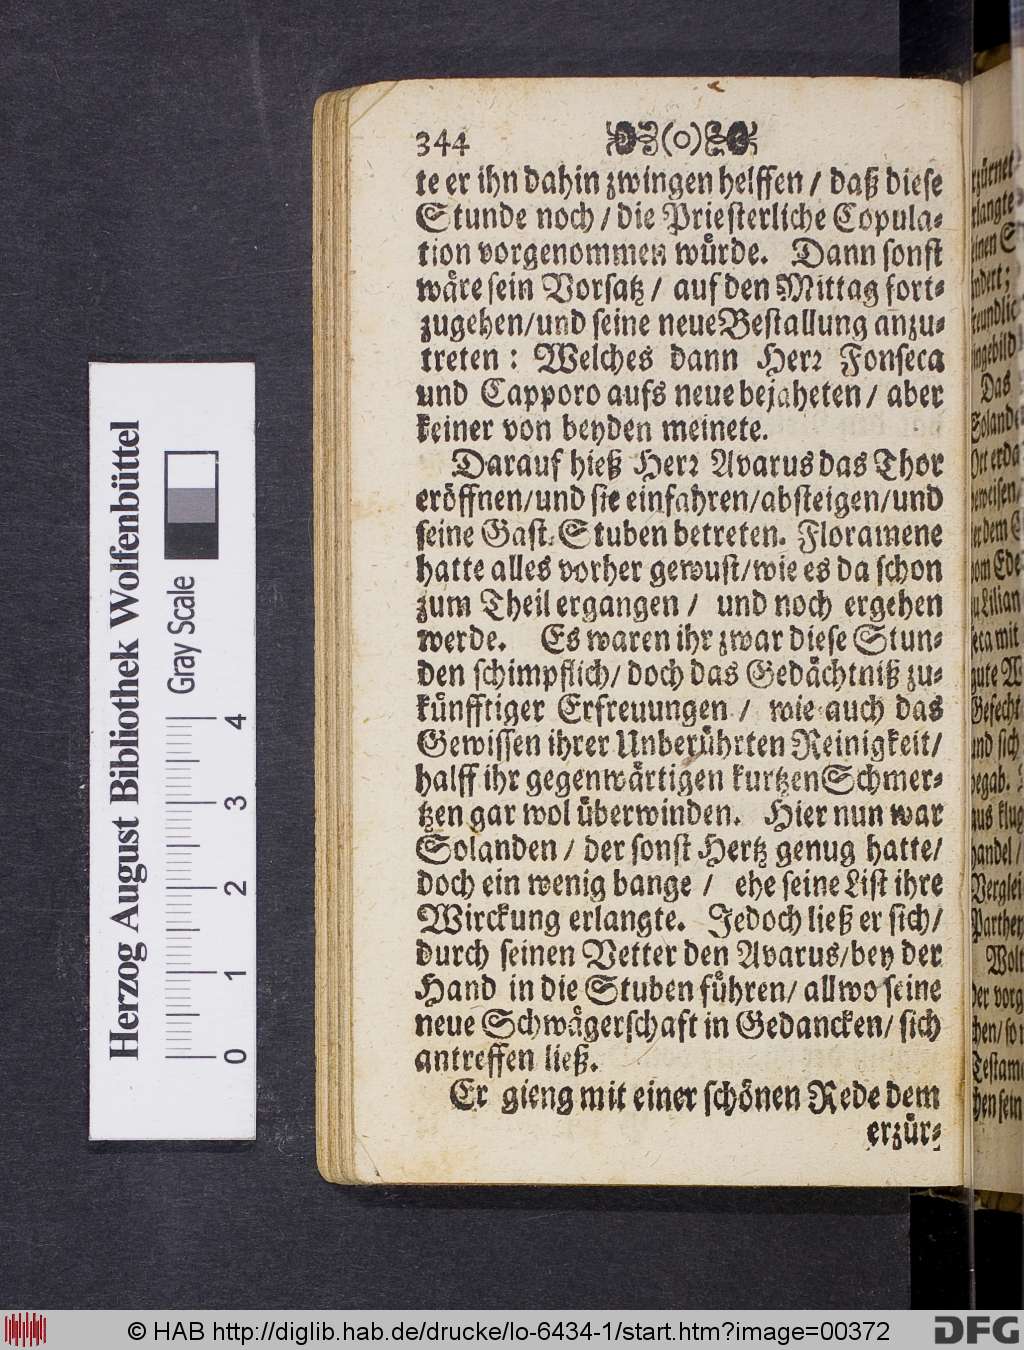 344 (o)
te er ihn dahin zwingen helffen / daß diese
Stunde noch / die Priesterliche Copula-
tion vorgenommen würde. Dann sonst
wäre sein Vorsatz / auf den Mittag fort-
zugehen/und seine neue Bestallung anzu-
treten : Welches dann Herr Fonseca
und Capporo aufs neue bejaheten / aber
keiner von beyden meinete.
Darauf hieß Herr Avarus das Thor
eröffnen/und sie einfahren/absteigen/und
seine Gast-Stuben betreten. Floramene
hatte alles vorher gewust/wie es da schon
zum Theil ergangen / und noch ergehen
werde. Es waren ihr zwar diese Stun-
den schimpflich/ doch das Gedächtniß zu-
künfftiger Erfreuungen / wie auch das
Gewissen ihrer Unberührten Reinigkeit/
halff ihr gegenwärtigen kurtzen Schmer-
tzen gar wol überwinden. Hier nun war
Solanden / der sonst Hertz genug hatte/
doch ein wenig bange / ehe seine List ihre
Wirckung erlangte. Jedoch ließ er sich/
durch seinen Vetter den Avarus/bey der
Hand in die Stuben führen/ allwo seine
neue Schwägerschaft in Gedancken/ sich
antreffen ließ.
Er gieng mit einer schönen Rede dem
erzür-
Herzog August Bibliothek Wolfenbüttel
Gray Scale
0 1 2 3 4
© HAB http://diglib.hab.de/drucke/lo-6434-1/start.htm?image=00372
DFG